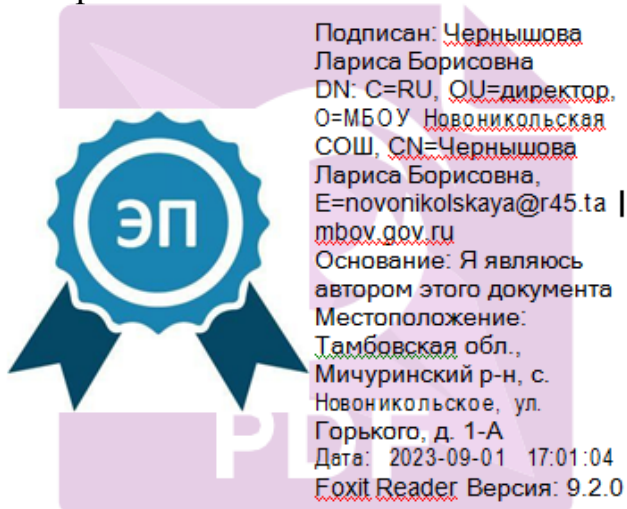 Подписан: Чернышова
Лариса Борисовна
DN: C=RU, OU=директор,
O=МБОУ Новоникольская
СОШ, CN=Чернышова
Лариса Борисовна,
E=novonikolskaya@r45.ta
mbov.gov.ru
Основание: Я являюсь
автором этого документа
Местоположение:
Тамбовская обл.,
Мичуринский р-н, с.
Новоникольское, ул.
Горького, д. 1-А
Дата: 2023-09-01 17:01:04
Foxit Reader Версия: 9.2.0
ЭП
PDF